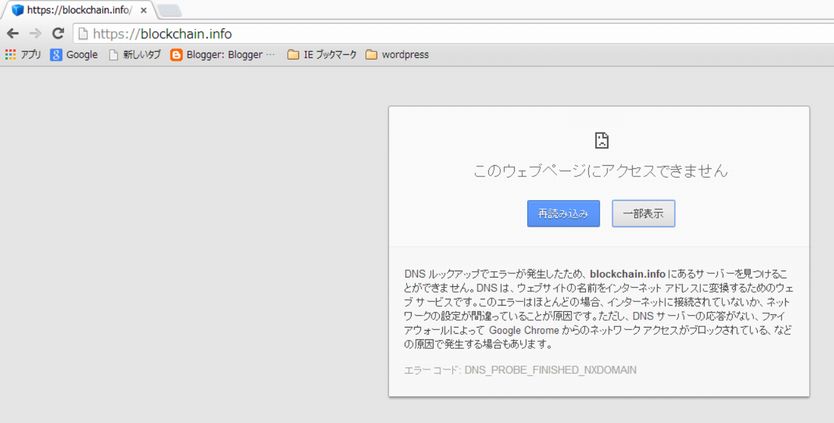 https://blockchain.info/
https://blockchain.info
アプリ Google 新しいタブ Blogger: Blogger … IE ブックマーク wordpress
このウェブページにアクセスできません
再読み込み 一部表示
DNS ルックアップでエラーが発生したため、blockchain.info にあるサーバーを見つけるこ
とができません。DNS は、ウェブサイトの名前をインターネット アドレスに変換するためのウェ
ブ サービスです。このエラーはほとんどの場合、インターネットに接続されていないか、ネット
ワークの設定が間違っていることが原因です。ただし、DNS サーバーの応答がない、ファイ
アウォールによって Google Chrome からのネットワーク アクセスがブロックされている、など
の原因で発生する場合もあります。
エラー コード: DNS_PROBE_FINISHED_NXDOMAIN